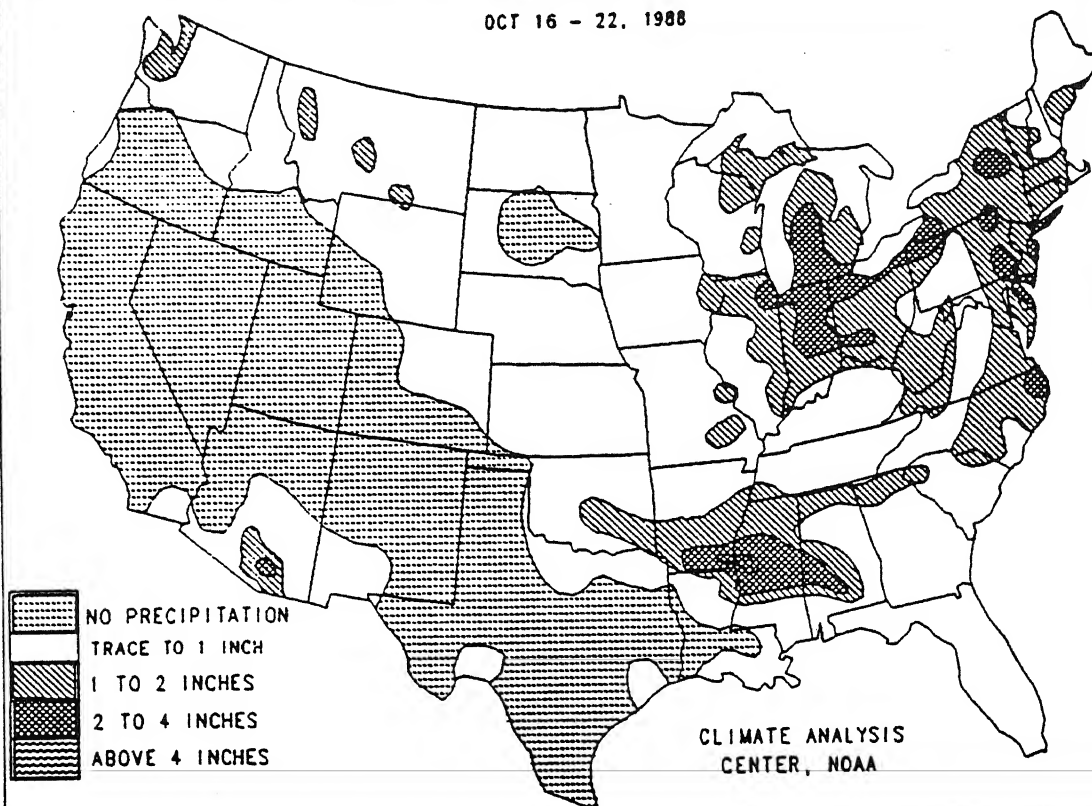 OCT 16 - 22, 1988
NO PRECIPITATION
TRACE TO 1 INCH
1 TO 2 INCHES
2 TO 4 INCHES
ABOVE 4 INCHES
CLIMATE ANALYSIS
CENTER, NOAA